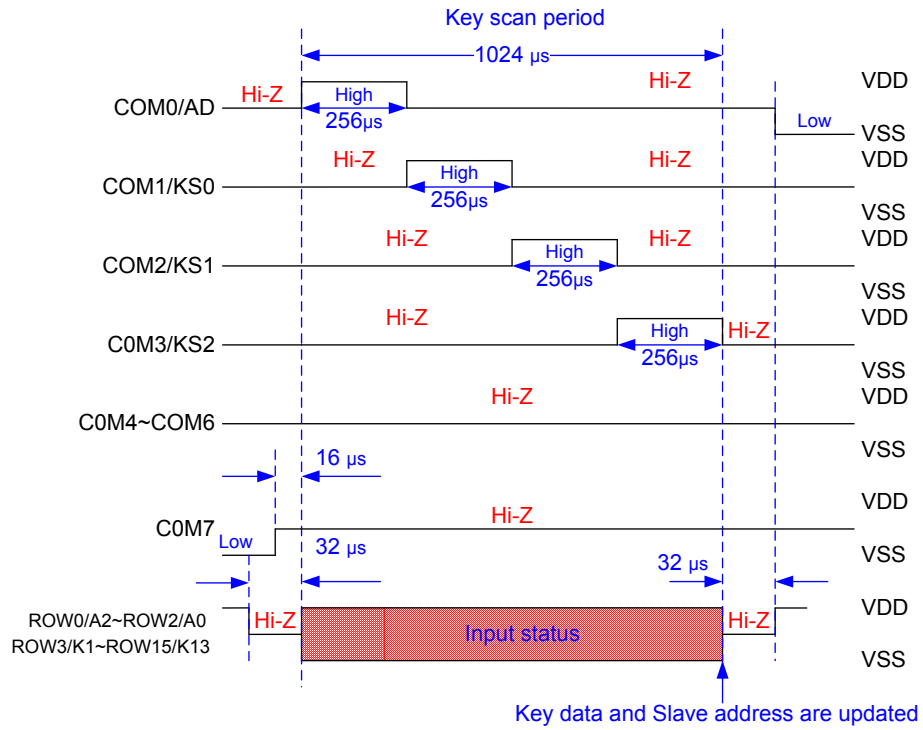 Key scan period
1024 µs
COM0/AD
Hi-Z
High
256µs
Hi-Z
Low
VDD
VSS
COM1/KS0
Hi-Z
High
256µs
Hi-Z
VDD
VSS
COM2/KS1
Hi-Z
High
256µs
Hi-Z
VDD
VSS
C0M3/KS2
Hi-Z
High
256µs
Hi-Z
VDD
VSS
C0M4~COM6
Hi-Z
VDD
VSS
16 µs
C0M7
Low
Hi-Z
VDD
VSS
32 µs
32 µs
ROW0/A2~ROW2/A0
ROW3/K1~ROW15/K13
Hi-Z
Input status
Hi-Z
VDD
VSS
Key data and Slave address are updated